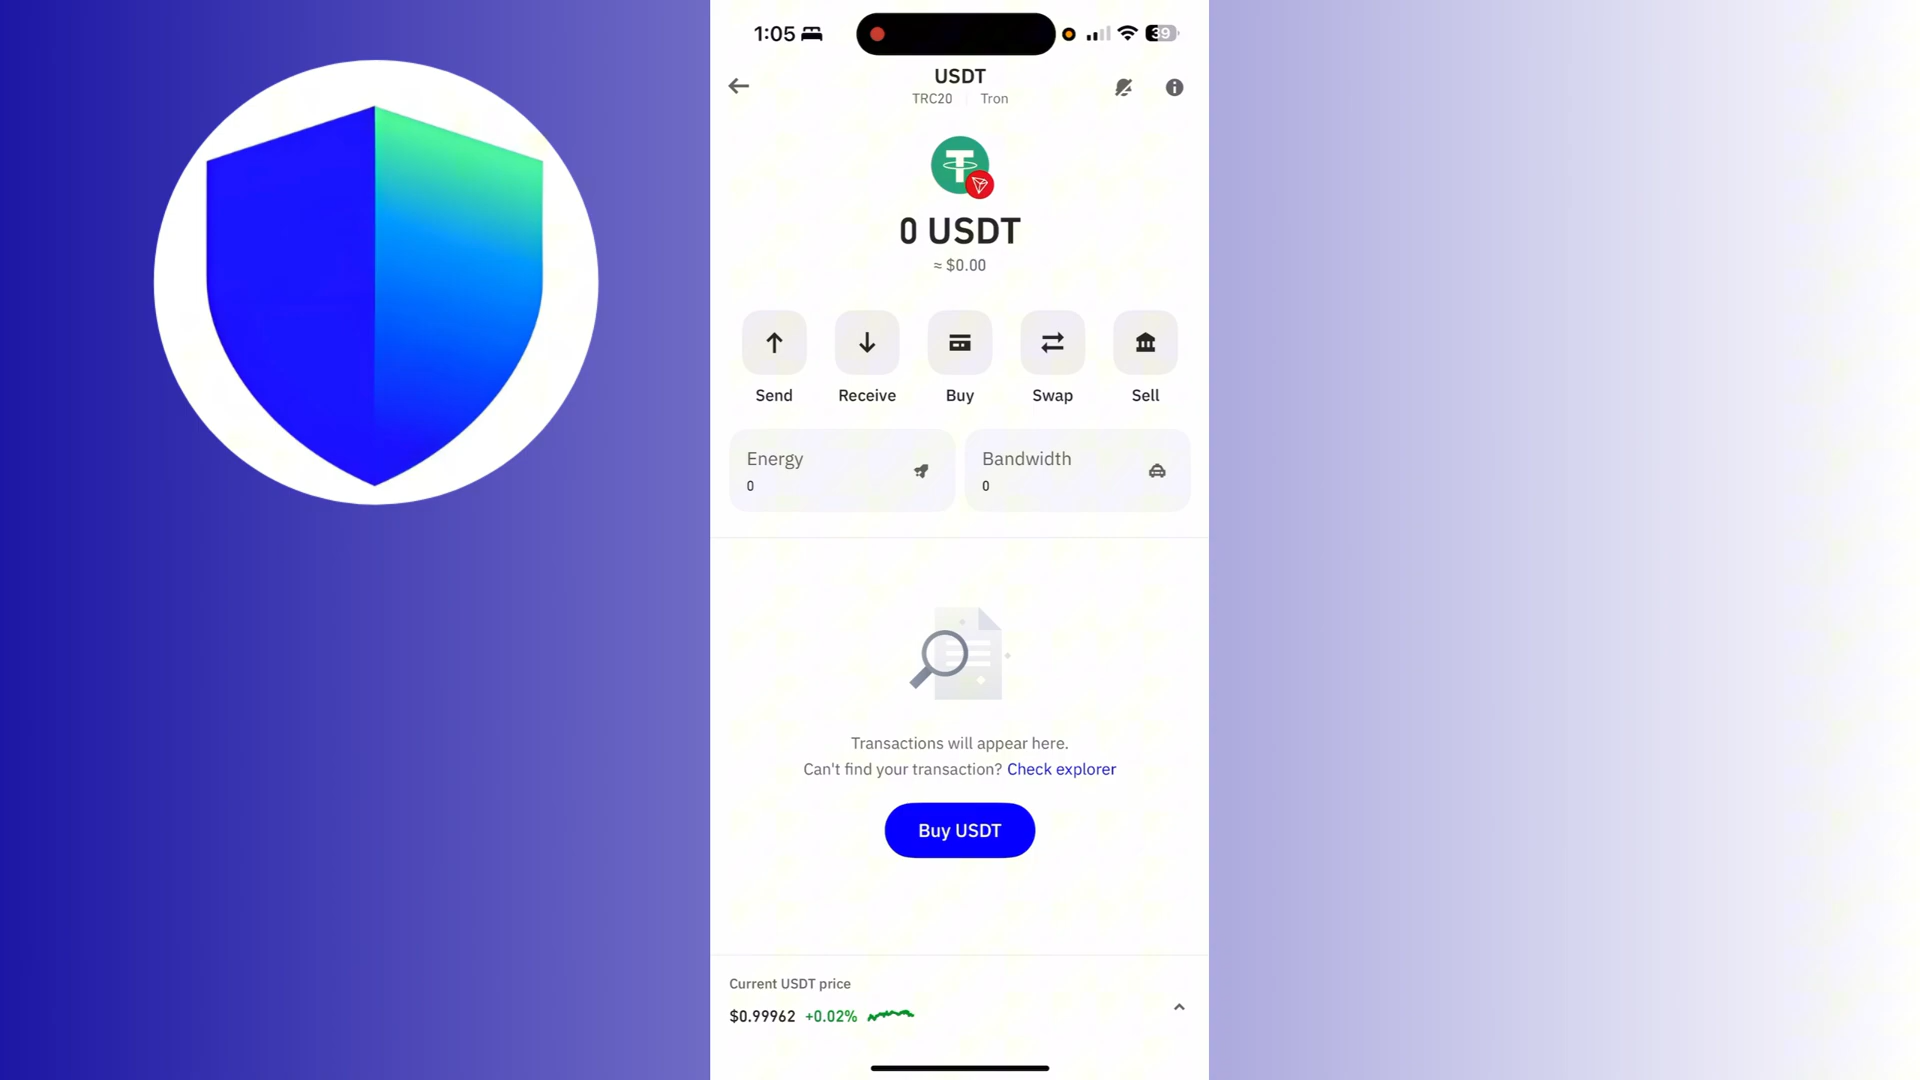 1:05
39
USDT
TRC20 Tron
0 USDT
≈ $0.00
Send Receive Buy Swap Sell
Energy Bandwidth
0 0
Transactions will appear here.
Can't find your transaction? Check explorer
Buy USDT
Current USDT price
$0.99962 +0.02%